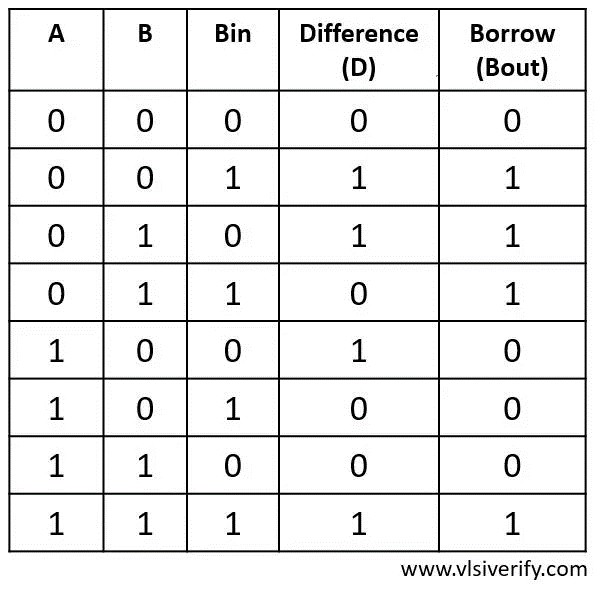 A B Bin Difference (D) Borrow (Bout)
0 0 0 0 0
0 0 1 1 1
0 1 0 1 1
0 1 1 0 1
1 0 0 1 0
1 0 1 0 0
1 1 0 0 0
1 1 1 1 1
www.vlsiverify.com